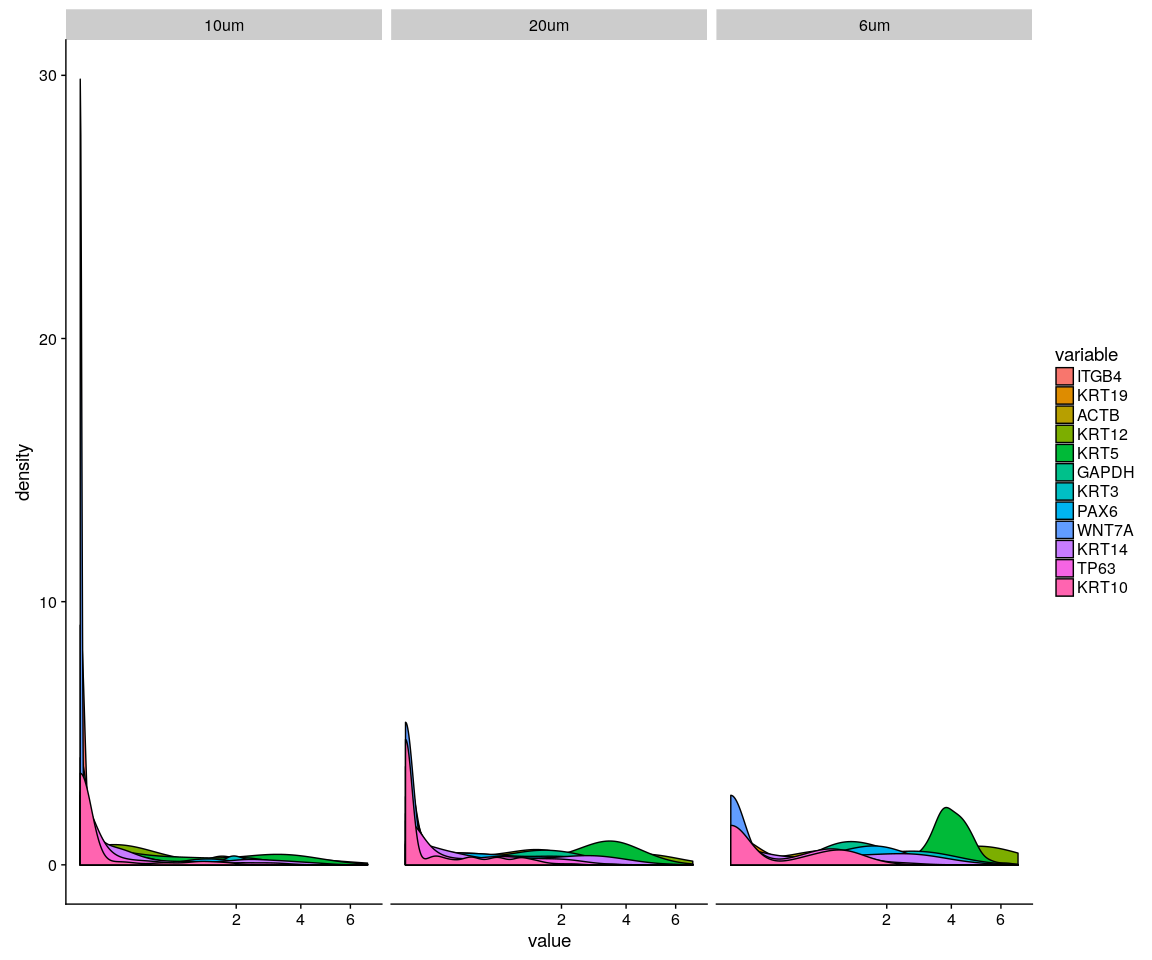 10um 20um 6um
30
20
10
0
density
2 4 6 2 4 6 2 4 6
value
variable
ITGB4
KRT19
ACTB
KRT12
KRT5
GAPDH
KRT3
PAX6
WNT7A
KRT14
TP63
KRT10